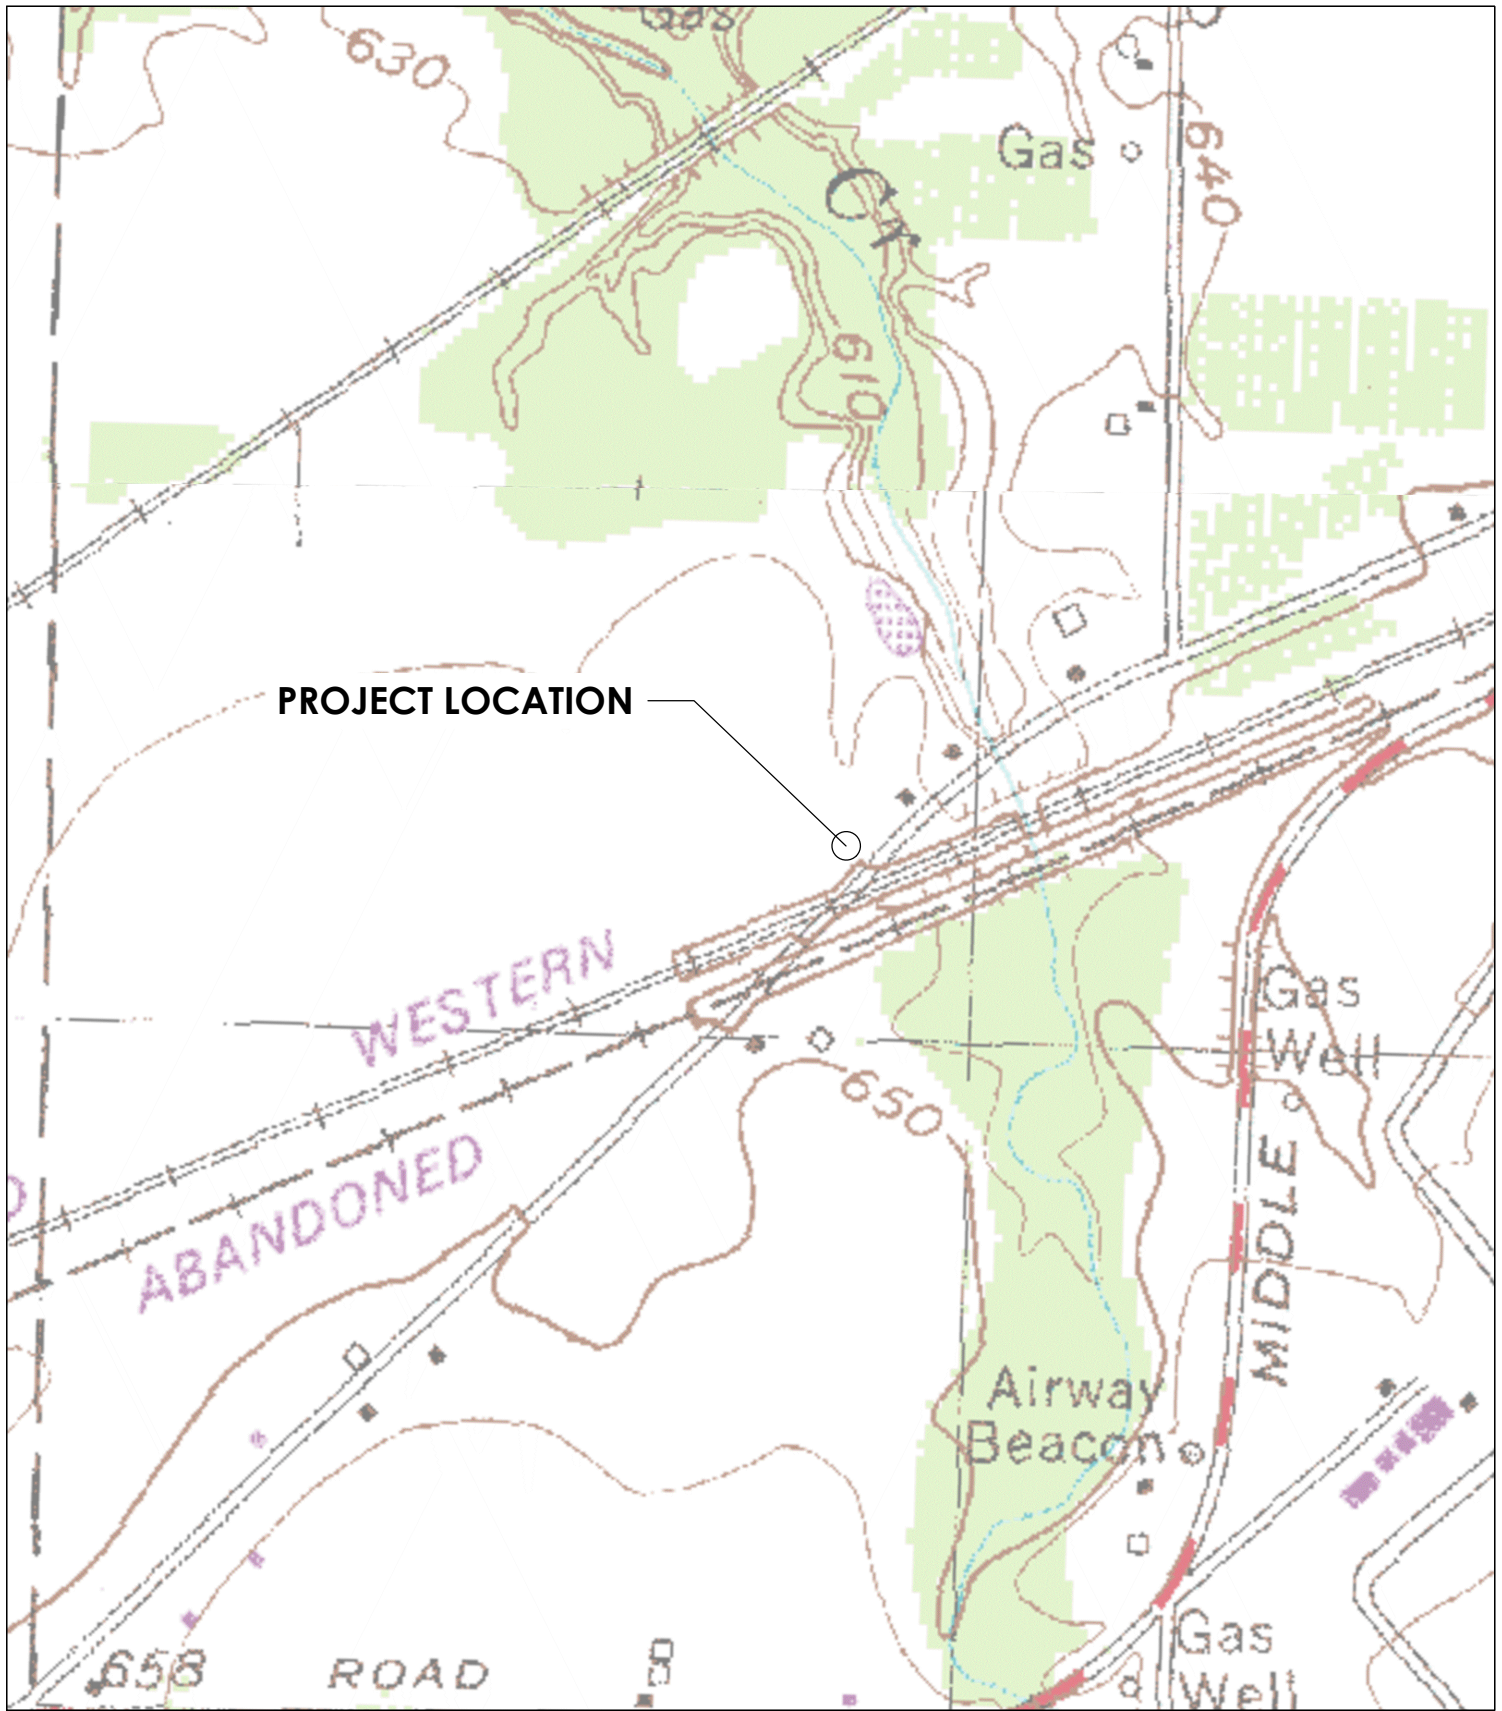 Gas
630
Gas
640
Cr
610
PROJECT LOCATION
WESTERN
Gas
Well
650
ABANDONED
MIDDLE
Airway
Beacon
Gas
Well
658
ROAD